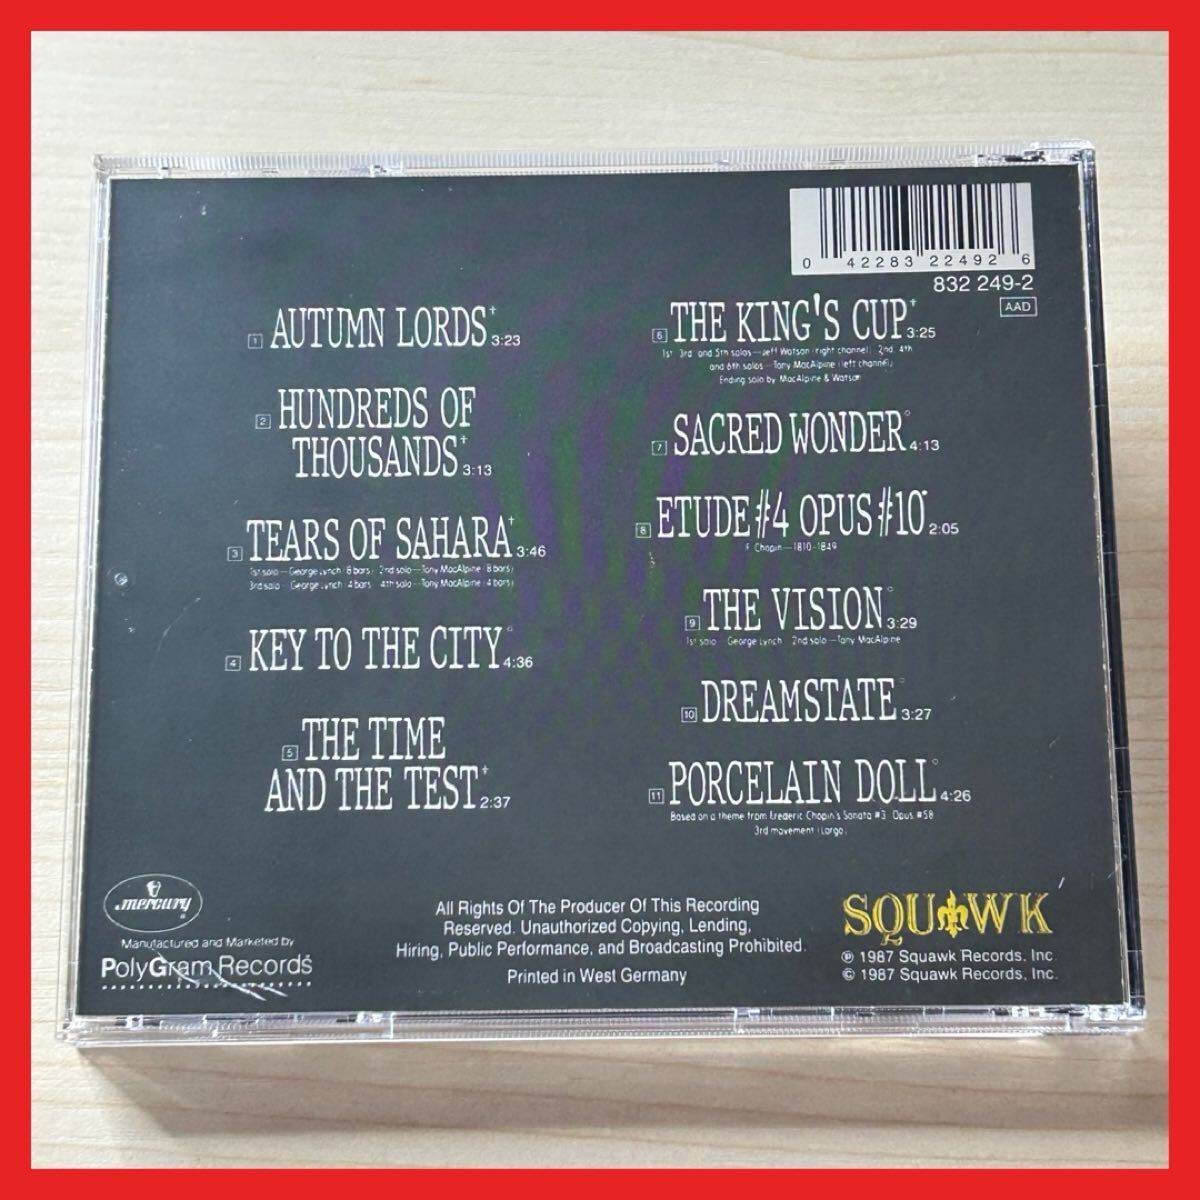 0 42283 22492 6
832 249-2
AAD
1 AUTUMN LORDS+ 3:23
2 HUNDREDS OF
THOUSANDS+ 3:13
3 TEARS OF SAHARA+ 3:46
1st solo—George Lynch (8 bars) 2nd solo—Tony MacAlpine (8 bars)
3rd solo—George Lynch (4 bars) 4th solo—Tony MacAlpine (4 bars)
4 KEY TO THE CITY 4:36
5 THE TIME
AND THE TEST+ 2:37
6 THE KING'S CUP+ 3:25
1st 3rd and 5th solos—Jeff Watson (right channel) 2nd 4th
and 6th solos—Tony MacAlpine (left channel)
Ending solo by MacAlpine & Watson
7 SACRED WONDER° 4:13
8 ETUDE #4 OPUS #10 2:05
F. Chopin—1810-1849
9 THE VISION° 3:29
1st solo—George Lynch 2nd solo—Tony MacAlpine
10 DREAMSTATE° 3:27
11 PORCELAIN DOLL° 4:26
Based on a theme from Frederic Chopin's Sonata #3 Opus #58
3rd movement (Largo)
mercury
Manufactured and Marketed by
PolyGram Records
All Rights Of The Producer Of This Recording
Reserved. Unauthorized Copying, Lending,
Hiring, Public Performance, and Broadcasting Prohibited.
Printed in West Germany
SQUAWK
℗ 1987 Squawk Records, Inc.
© 1987 Squawk Records, Inc.